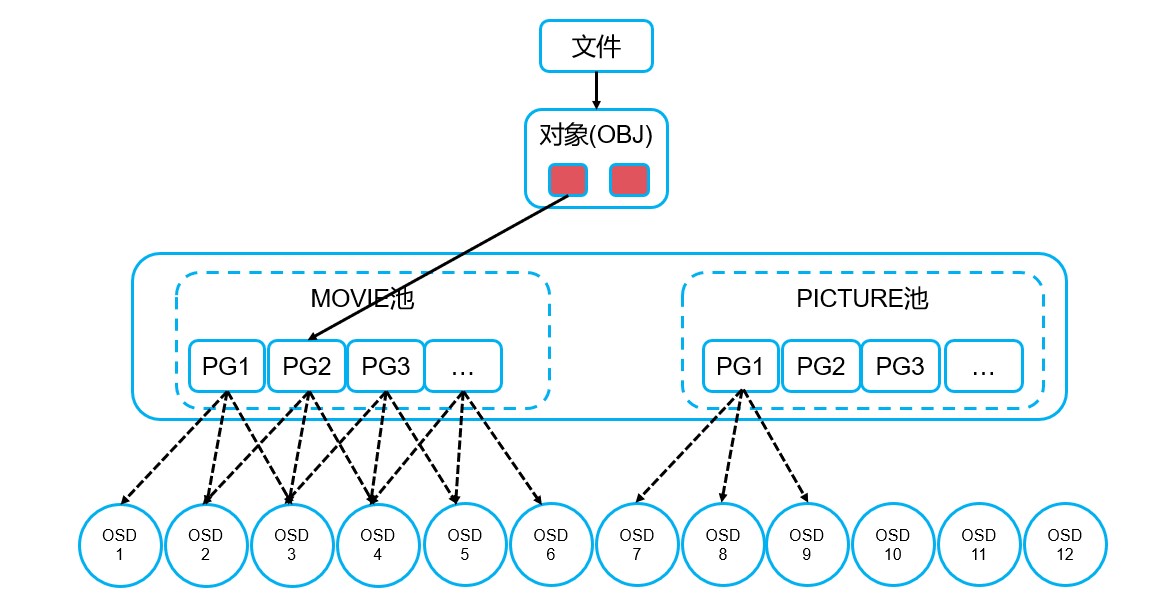 文件
对象(OBJ)
MOVIE池
PICTURE池
PG1
PG2
PG3
...
PG1
PG2
PG3
...
OSD
1
OSD
2
OSD
3
OSD
4
OSD
5
OSD
6
OSD
7
OSD
8
OSD
9
OSD
10
OSD
11
OSD
12